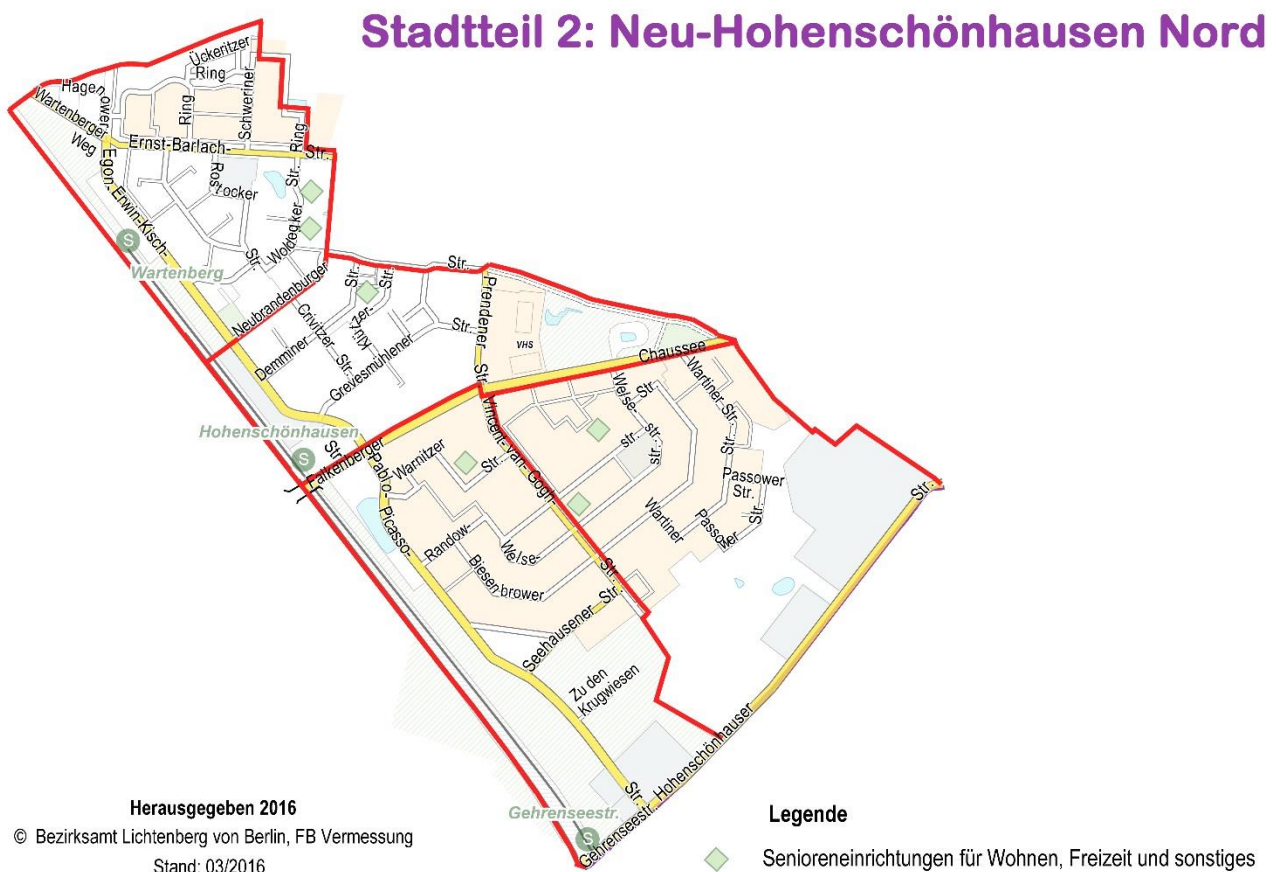 Stadtteil 2: Neu-Hohenschönhausen Nord
Ückeritzer
Ring
Hagenower
Wartenberger
Weg
Ring
Schweriner
Ring
Ernst-Barlach-
Str.
Egon-
Erwin-Kisch-
Rostocker
Str.
Woldegker
Str.
S
Wartenberg
Neubrandenburger
Str.
Crivitzer
Str.
Str.
Str.
Klützer-
Demminer
Grevesmühlener
Str.
Prendener
Str.
VHS
Chaussee
Hohenschönhausen
S
Str.
Falkenberger
Pablo-
Picasso-
Warnitzer
Str.
Vincent-van-Gogh-
Str.
Welse-
str.
Str.
str.
str.
Wartiner
Str.
Str.
Passower
Str.
Str.
Passower
Wartiner
Randow-
Welse-
Biesenbrower
Seehausener
Str.
Zu den
Krugwiesen
Str.
Str.
Hohenschönhauser
Gehrenseestr.
S
Gehrenseestr.
Herausgegeben 2016
© Bezirksamt Lichtenberg von Berlin, FB Vermessung
Stand: 03/2016
Legende
Senioreneinrichtungen für Wohnen, Freizeit und sonstiges